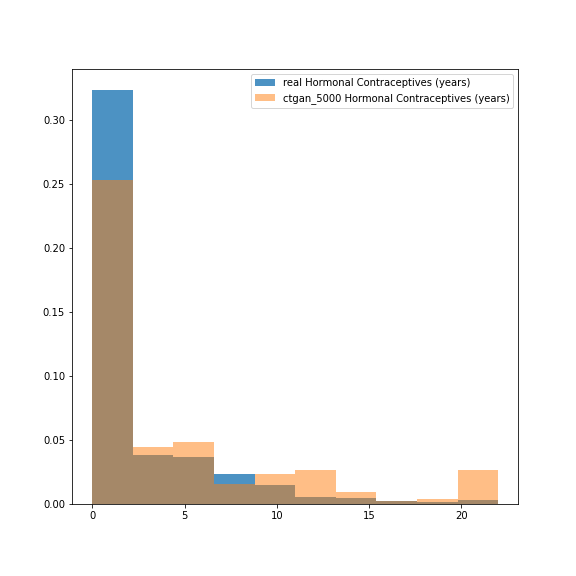 real Hormonal Contraceptives (years)
ctgan_5000 Hormonal Contraceptives (years)
0.30
0.25
0.20
0.15
0.10
0.05
0.00
0 5 10 15 20